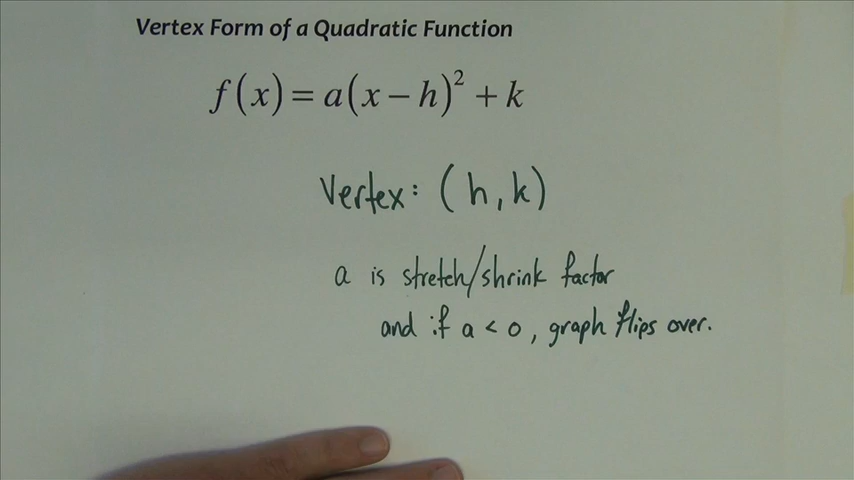 Vertex Form of a Quadratic Function
f(x) = a(x − h)² + k
Vertex: (h, k)
a is stretch/shrink factor
and if a < 0, graph flips over.